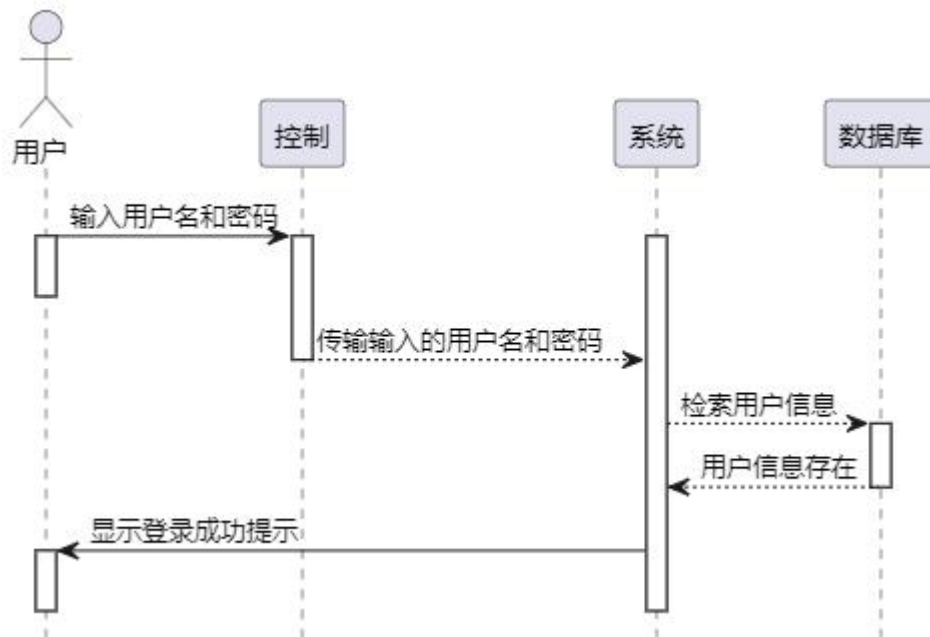 用户
控制
系统
数据库
输入用户名和密码
传输输入的用户名和密码
检索用户信息
用户信息存在
显示登录成功提示